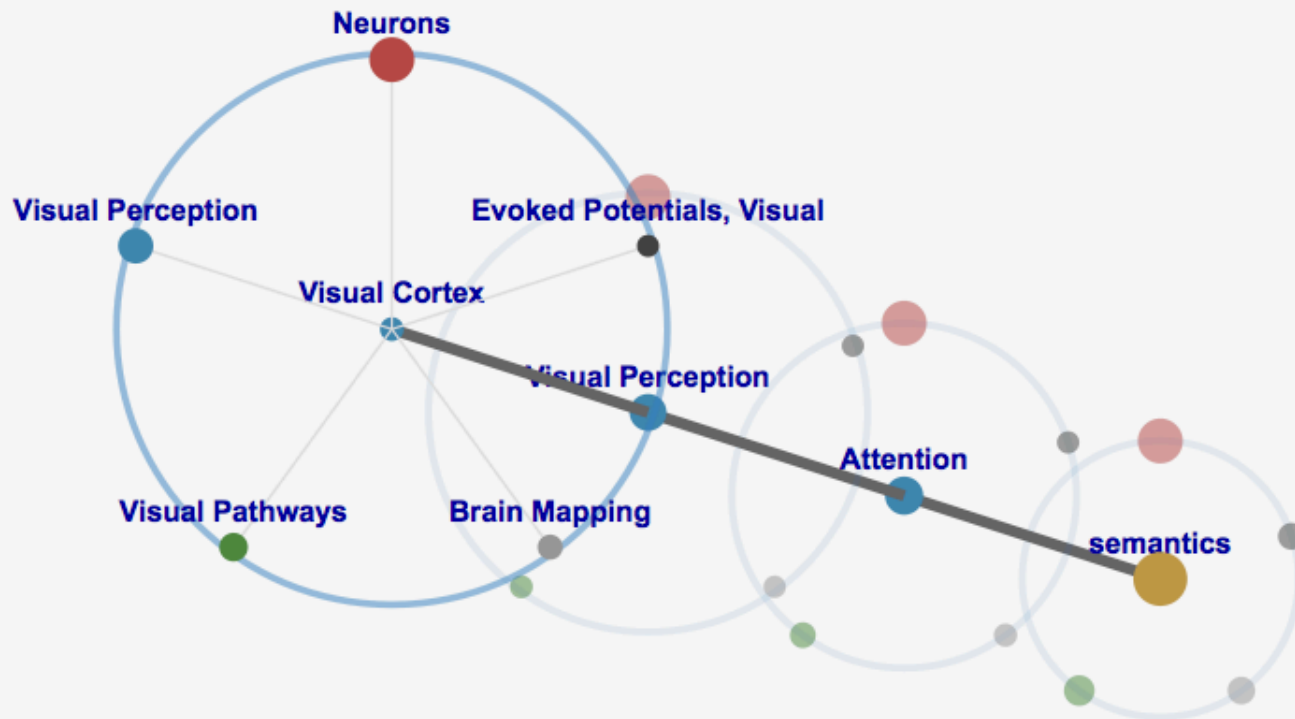 Neurons
Visual Perception
Evoked Potentials, Visual
Visual Cortex
Visual Perception
Attention
Visual Pathways
Brain Mapping
semantics